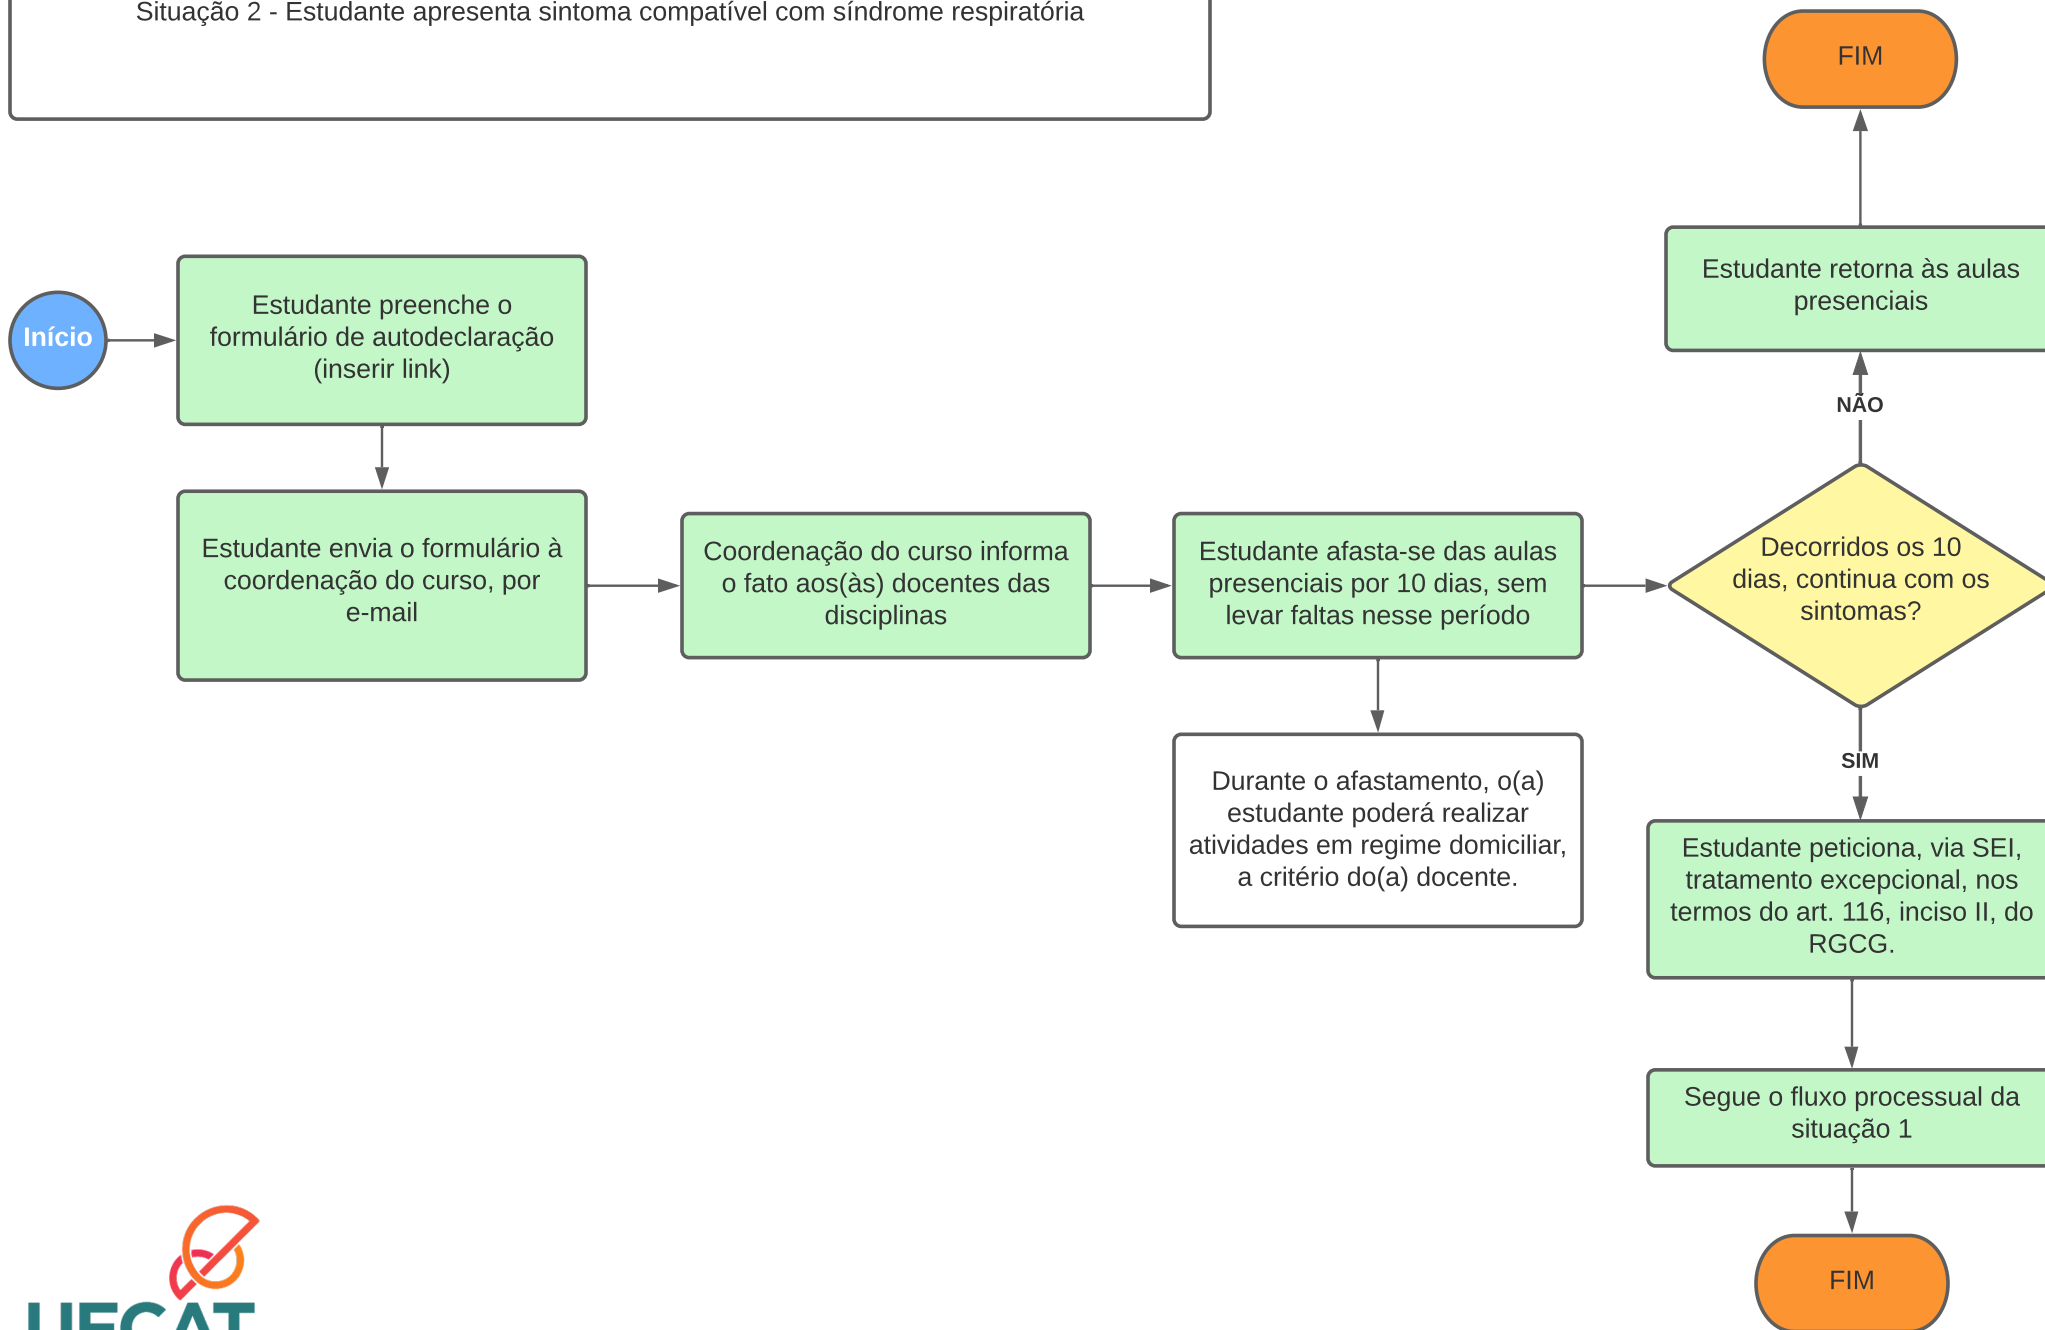 Situação 2 - Estudante apresenta sintoma compatível com síndrome respiratória
FIM
Estudante retorna às aulas
presenciais
Início
Estudante preenche o
formulário de autodeclaração
(inserir link)
NÃO
Estudante envia o formulário à
coordenação do curso, por
e-mail
Coordenação do curso informa
o fato aos(às) docentes das
disciplinas
Estudante afasta-se das aulas
presenciais por 10 dias, sem
levar faltas nesse período
Decorridos os 10
dias, continua com os
sintomas?
SIM
Durante o afastamento, o(a)
estudante poderá realizar
atividades em regime domiciliar,
a critério do(a) docente.
Estudante peticiona, via SEI,
tratamento excepcional, nos
termos do art. 116, inciso II, do
RGCG.
Segue o fluxo processual da
situação 1
FIM
UFCAT